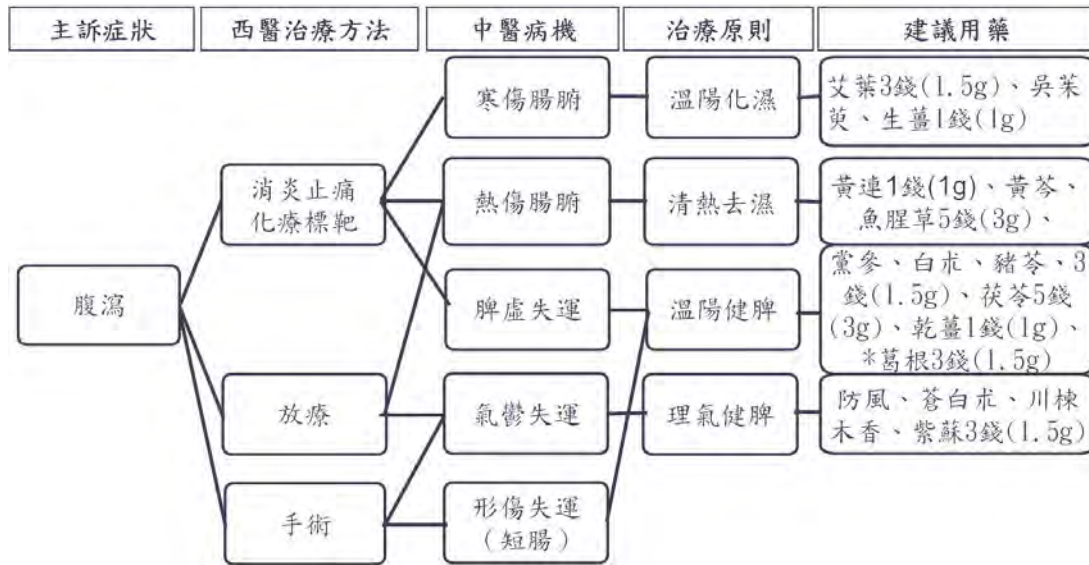 主訴症狀
西醫治療方法
中醫病機
治療原則
建議用藥
腹瀉
消炎止痛
化療標靶
放療
手術
寒傷腸腑
熱傷腸腑
脾虛失運
氣鬱失運
形傷失運
(短腸)
溫陽化濕
清熱去濕
溫陽健脾
理氣健脾
艾葉3錢(1.5g)、吳茱
萸、生薑1錢(1g)
黃連1錢(1g)、黃芩、
魚腥草5錢(3g)、
黨參、白朮、豬苓、3
錢(1.5g)、茯苓5錢
(3g)、乾薑1錢(1g)、
*葛根3錢(1.5g)
防風、蒼白朮、川楝
木香、紫蘇3錢(1.5g)